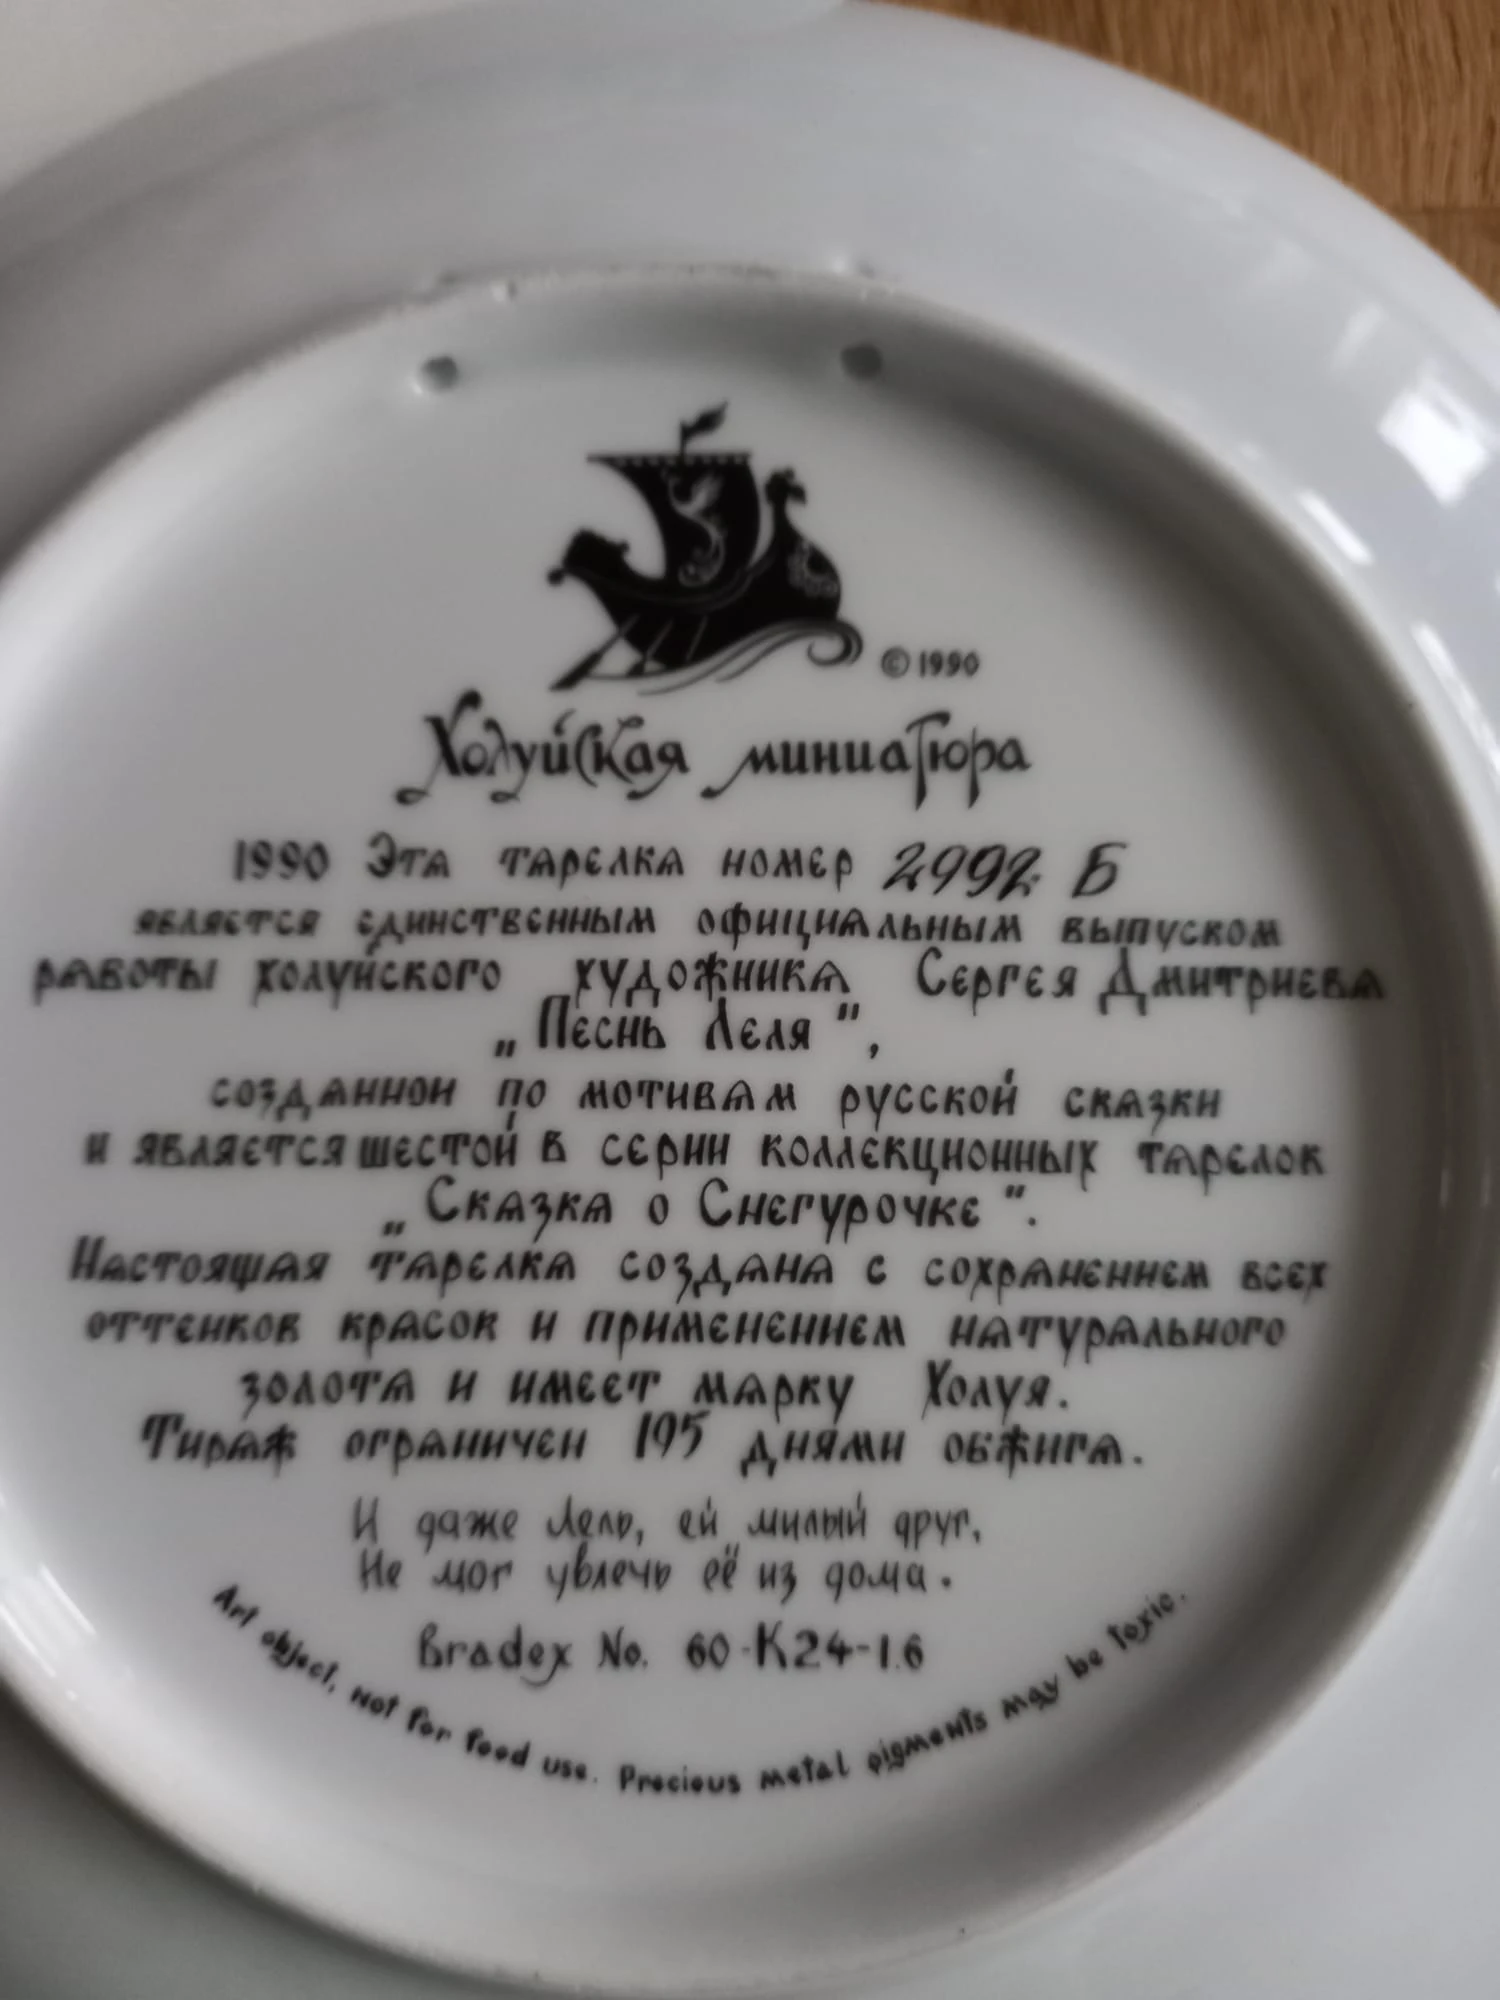 ©1990
Холуйская миниатюра
1990 Эта тарелка номер 2992 Б
является единственным официальным выпуском
работы холуйского художника Сергея Дмитриева
„Песнь Леля",
созданной по мотивам русской сказки
и является шестой в серии коллекционных тарелок
„Сказка о Снегурочке".
Настоящая тарелка создана с сохранением всех
оттенков красок и применением натурального
золота и имеет марку Холуя.
Тираж ограничен 195 днями обжига.
И даже Лель, ей милый друг,
Не мог увлечь её из дома.
Bradex No. 60-K24-1.6
Art object, not for food use. Precious metal pigments may be toxic.